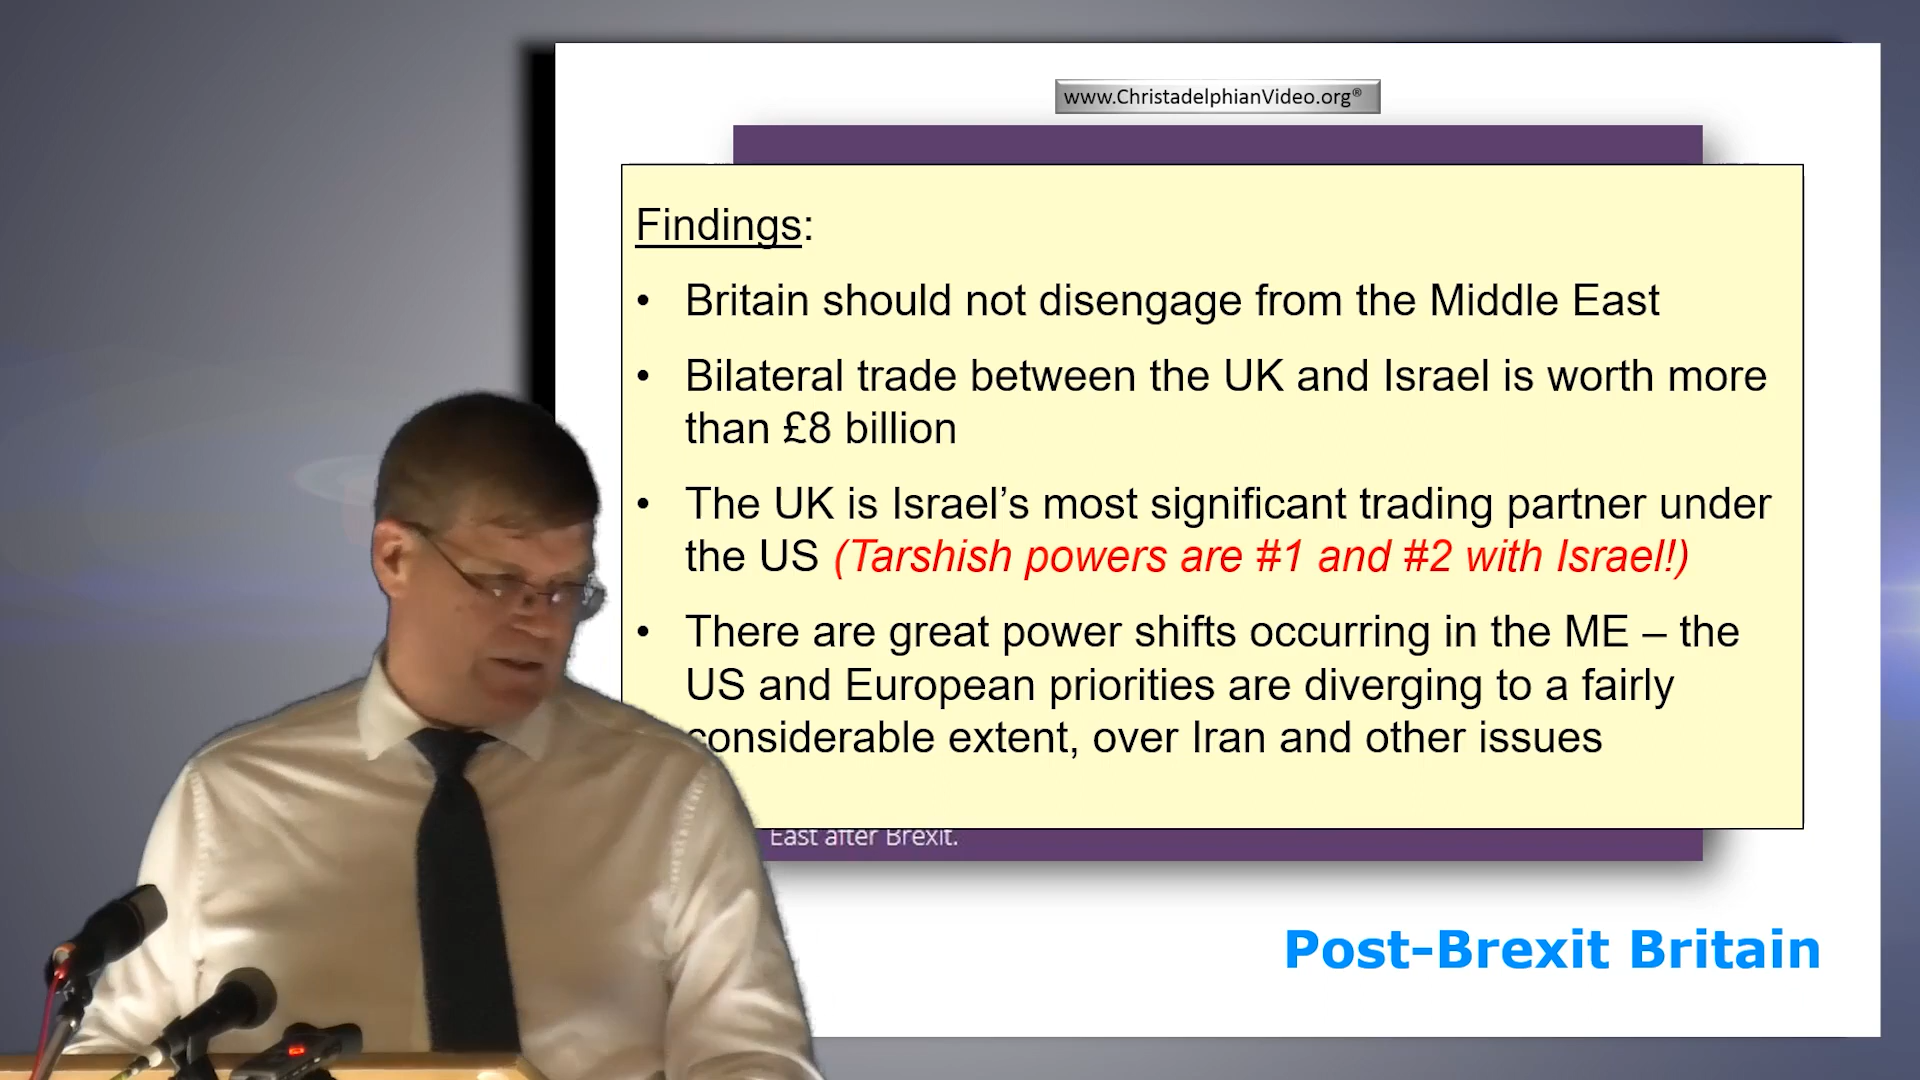 www.ChristadelphianVideo.org®
Findings:
• Britain should not disengage from the Middle East
• Bilateral trade between the UK and Israel is worth more
than £8 billion
• The UK is Israel’s most significant trading partner under
the US (Tarshish powers are #1 and #2 with Israel!)
• There are great power shifts occurring in the ME – the
US and European priorities are diverging to a fairly
considerable extent, over Iran and other issues
East after Brexit.
Post-Brexit Britain